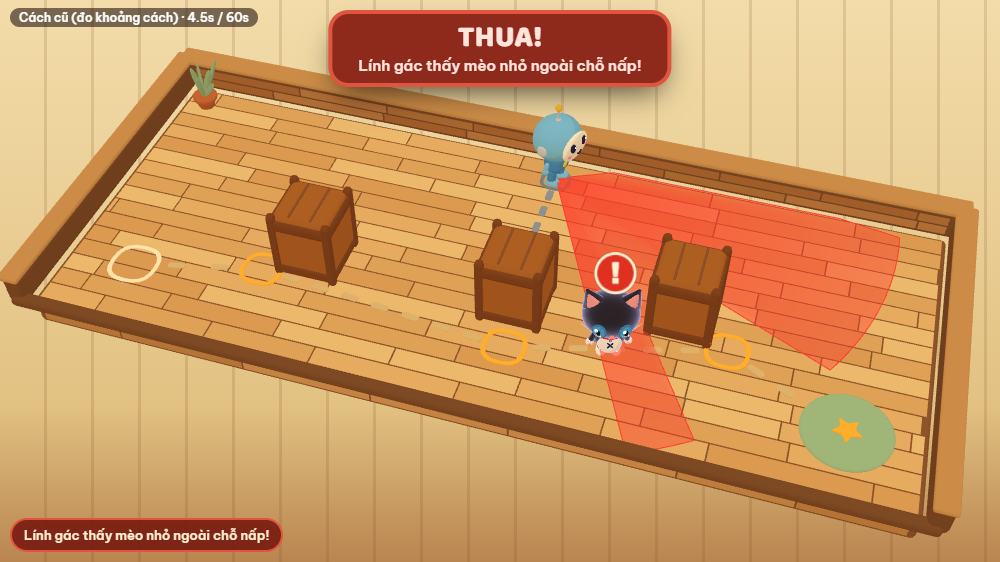 Cách cũ (đo khoảng cách) · 4.5s / 60s
THUA!
Lính gác thấy mèo nhỏ ngoài chỗ nấp!
!
Lính gác thấy mèo nhỏ ngoài chỗ nấp!